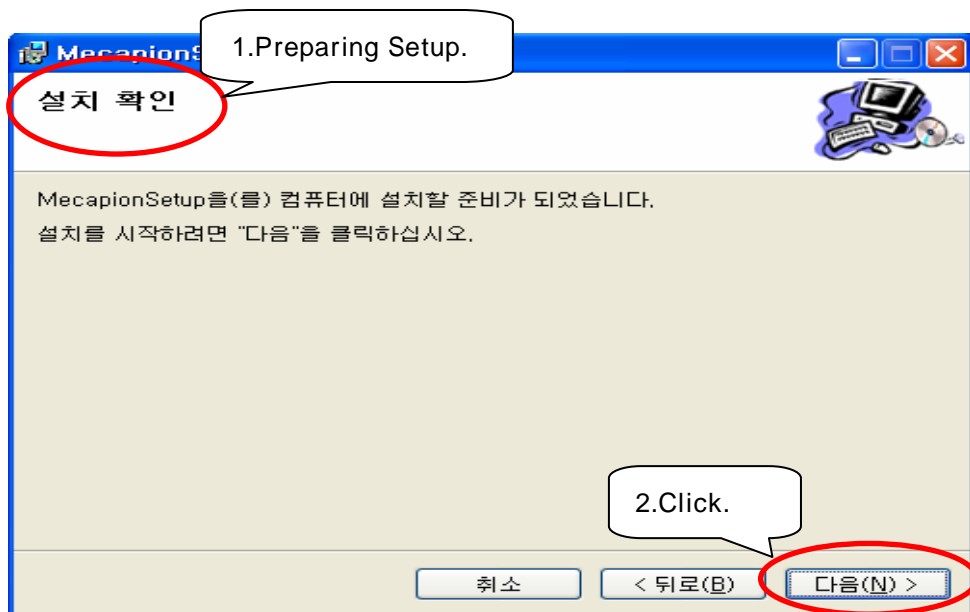 1.Preparing Setup.
MecapionS
설치 확인
MecapionSetup을(를) 컴퓨터에 설치할 준비가 되었습니다.
설치를 시작하려면 "다음"을 클릭하십시오.
2.Click.
취소
< 뒤로(B)
다음(N) >